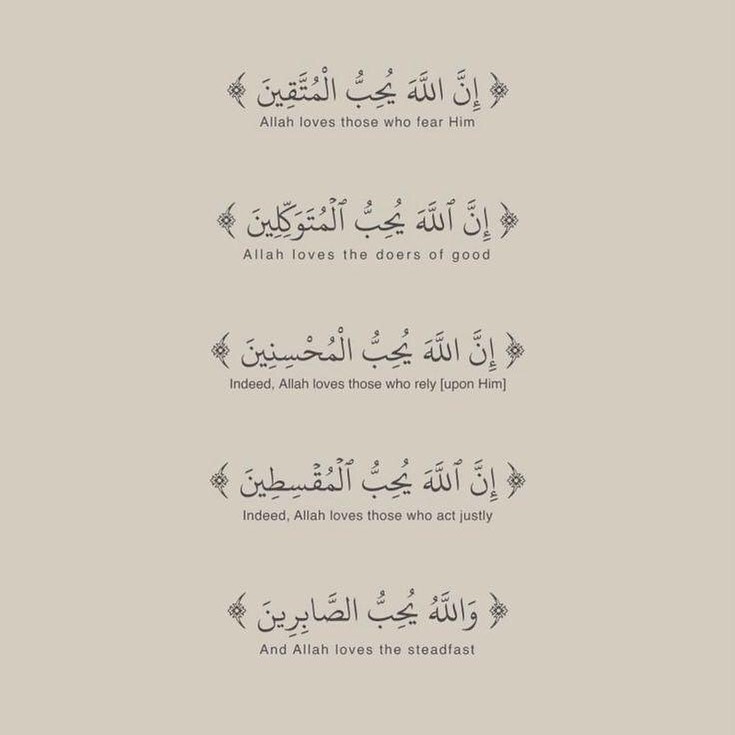 ﴿ إِنَّ اللَّهَ يُحِبُّ الْمُتَّقِينَ ﴾
Allah loves those who fear Him
﴿ إِنَّ ٱللَّهَ يُحِبُّ ٱلْمُتَوَكِّلِينَ ﴾
Allah loves the doers of good
﴿ إِنَّ اللَّهَ يُحِبُّ الْمُحْسِنِينَ ﴾
Indeed, Allah loves those who rely [upon Him]
﴿ إِنَّ ٱللَّهَ يُحِبُّ ٱلْمُقْسِطِينَ ﴾
Indeed, Allah loves those who act justly
﴿ وَاللَّهُ يُحِبُّ الصَّابِرِينَ ﴾
And Allah loves the steadfast